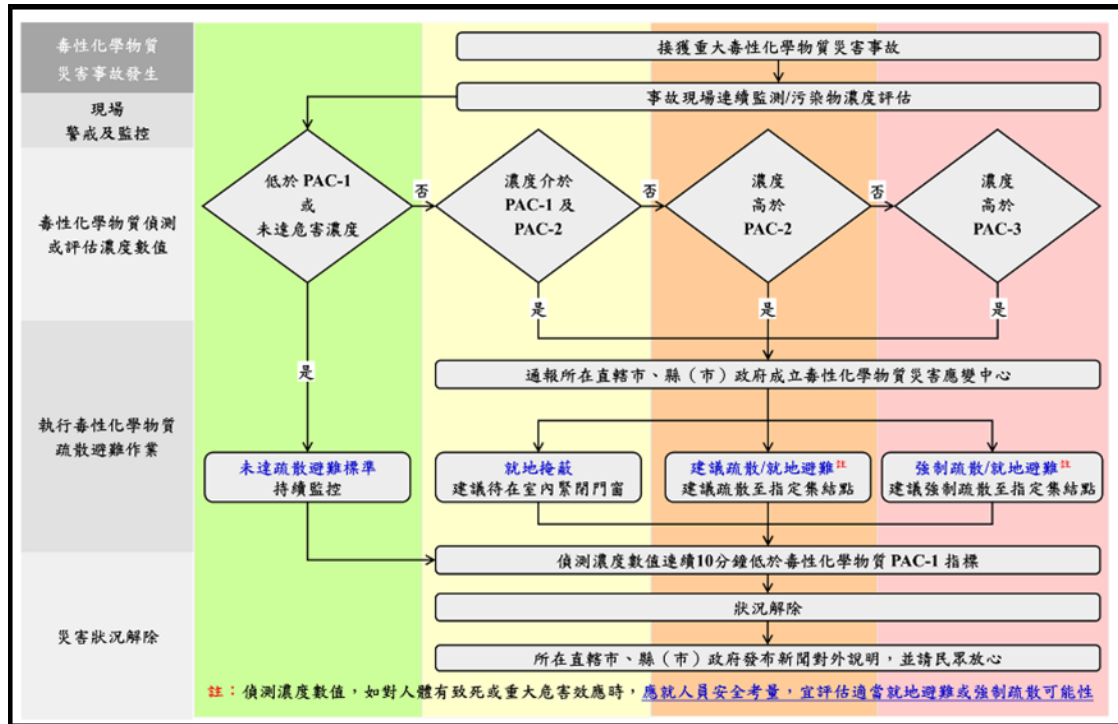 毒性化學物質
災害事故發生
接獲重大毒性化學物質災害事故
現場
警戒及監控
事故現場連續監測/污染物濃度評估
毒性化學物質偵測
或評估濃度數值
低於 PAC-1
或
未達危害濃度
否
濃度介於
PAC-1 及
PAC-2
否
濃度
高於
PAC-2
否
濃度
高於
PAC-3
是
是
是
是
通報所在直轄市、縣（市）政府成立毒性化學物質災害應變中心
執行毒性化學物質
疏散避難作業
未達疏散避難標準
持續監控
就地掩蔽
建議待在室內緊閉門窗
建議疏散/就地避難註
建議疏散至指定集結點
強制疏散/就地避難註
建議強制疏散至指定集結點
偵測濃度數值連續10分鐘低於毒性化學物質 PAC-1 指標
災害狀況解除
狀況解除
所在直轄市、縣（市）政府發布新聞對外說明，並請民眾放心
註：偵測濃度數值，如對人體有致死或重大危害效應時，應就人員安全考量，宜評估適當就地避難或強制疏散可能性